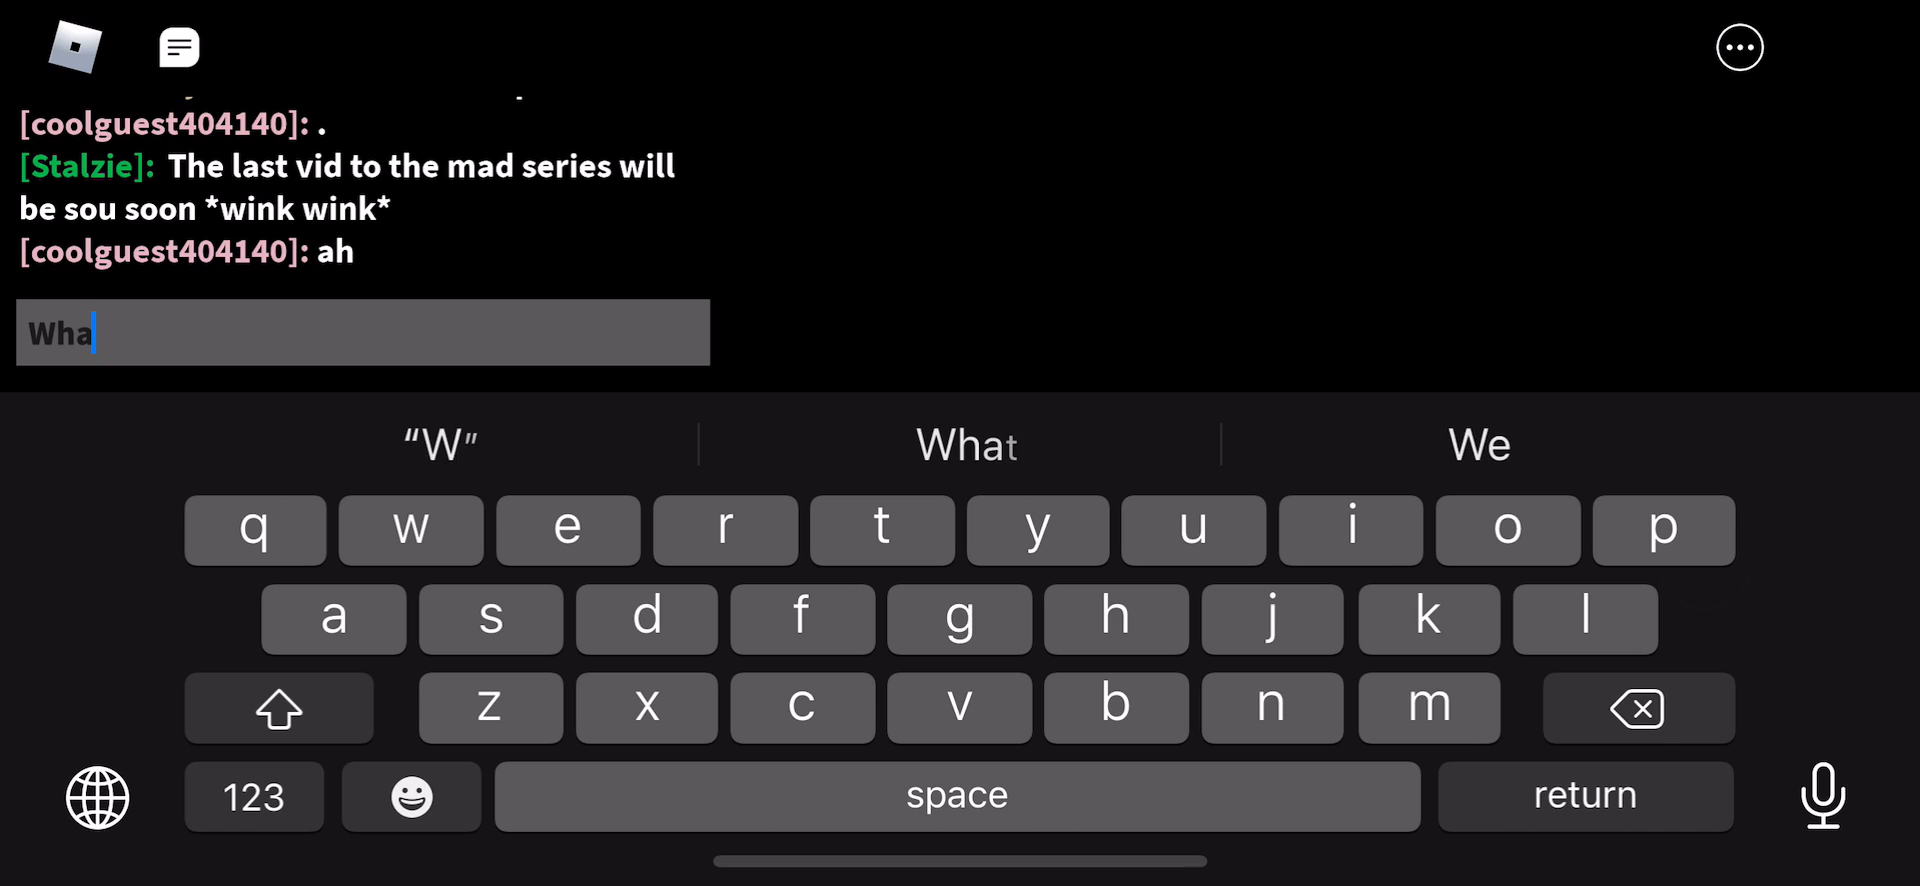 [coolguest404140]: .
[Stalzie]: The last vid to the mad series will
be sou soon *wink wink*
[coolguest404140]: ah
Wha
“W” What We
q w e r t y u i o p
a s d f g h j k l
z x c v b n m
123 space return